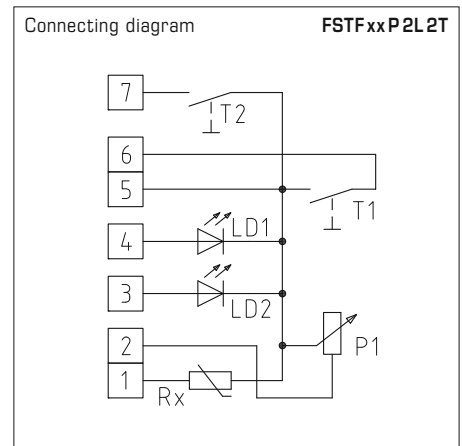 Connecting diagram FSTFxxP2L2T
7
T2
6
5
T1
4
LD1
3
LD2
2
P1
1
Rx